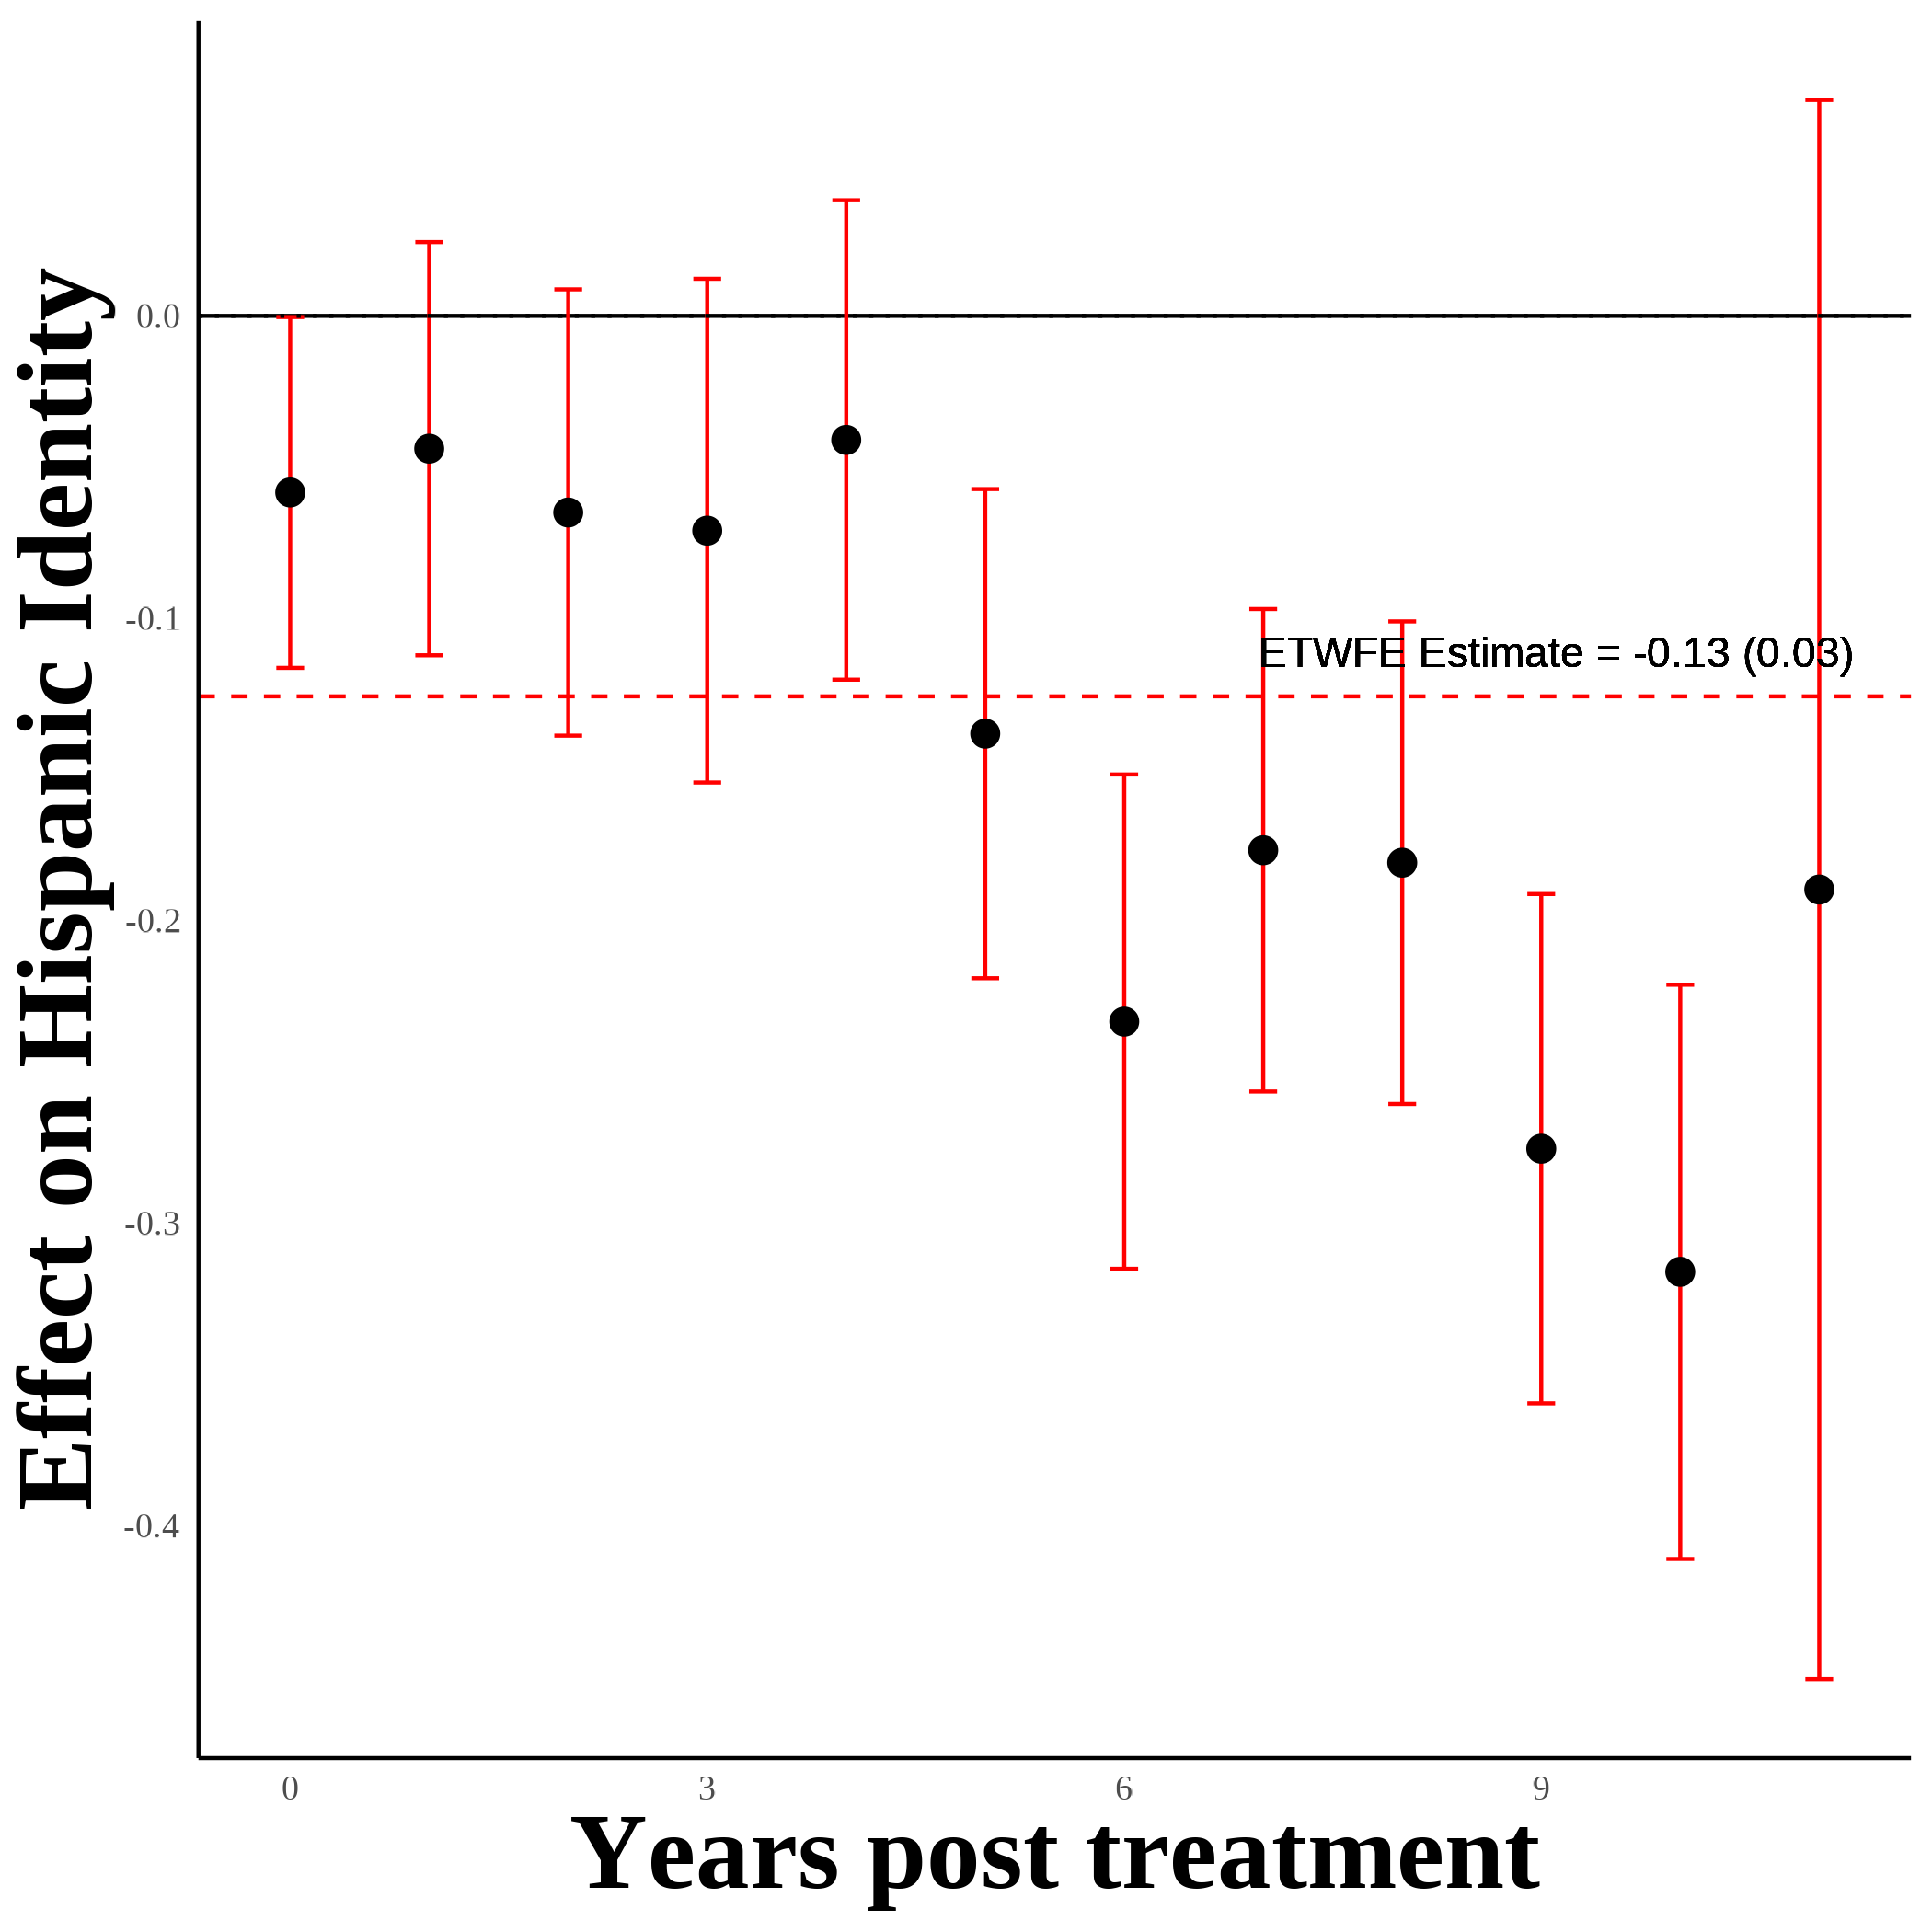 Effect on Hispanic Identity
0.0
-0.1
ETWFE Estimate = -0.13 (0.03)
-0.2
-0.3
-0.4
0 3 6 9
Years post treatment